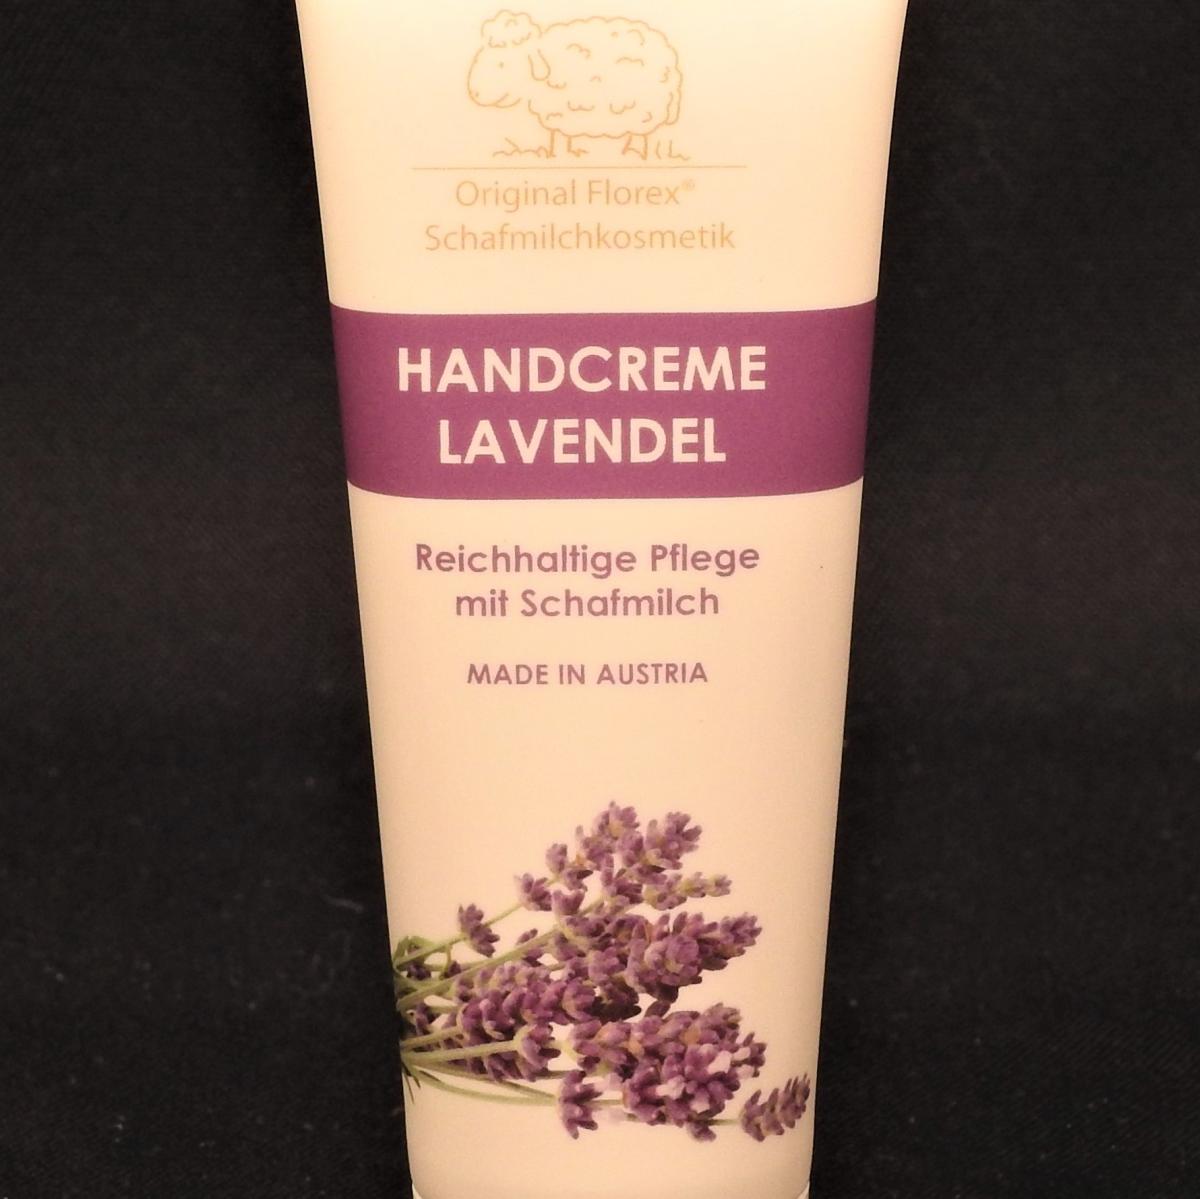 Original Florex®
Schafmilchkosmetik
HANDCREME
LAVENDEL
Reichhaltige Pflege
mit Schafmilch
MADE IN AUSTRIA